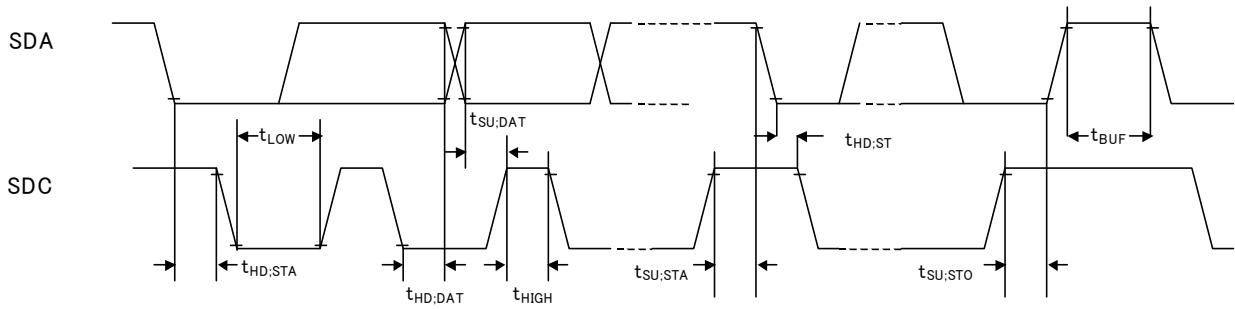 SDA
tSU;DAT
tLOW
tHD;ST
tBUF
SDC
tHD;STA
tHD;DAT
tHIGH
tSU;STA
tSU;STO